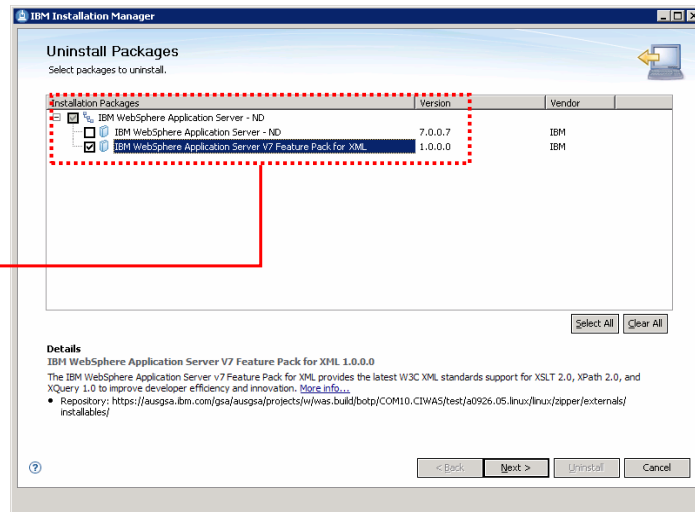 IBM Installation Manager
Uninstall Packages
Select packages to uninstall.
Installation Packages Version Vendor
IBM WebSphere Application Server - ND
IBM WebSphere Application Server - ND 7.0.0.7 IBM
IBM WebSphere Application Server V7 Feature Pack for XML 1.0.0.0 IBM
Select All Clear All
Details
IBM WebSphere Application Server V7 Feature Pack for XML 1.0.0.0
The IBM WebSphere Application Server v7 Feature Pack for XML provides the latest W3C XML standards support for XSLT 2.0, XPath 2.0, and
XQuery 1.0 to improve developer efficiency and innovation. More info...
• Repository: https://ausgsa.ibm.com/gsa/ausgsa/projects/w/was.build/botp/COM10.CIWAS/test/a0926.05.linux/linux/zipper/externals/
installables/
? < Back Next > Uninstall Cancel